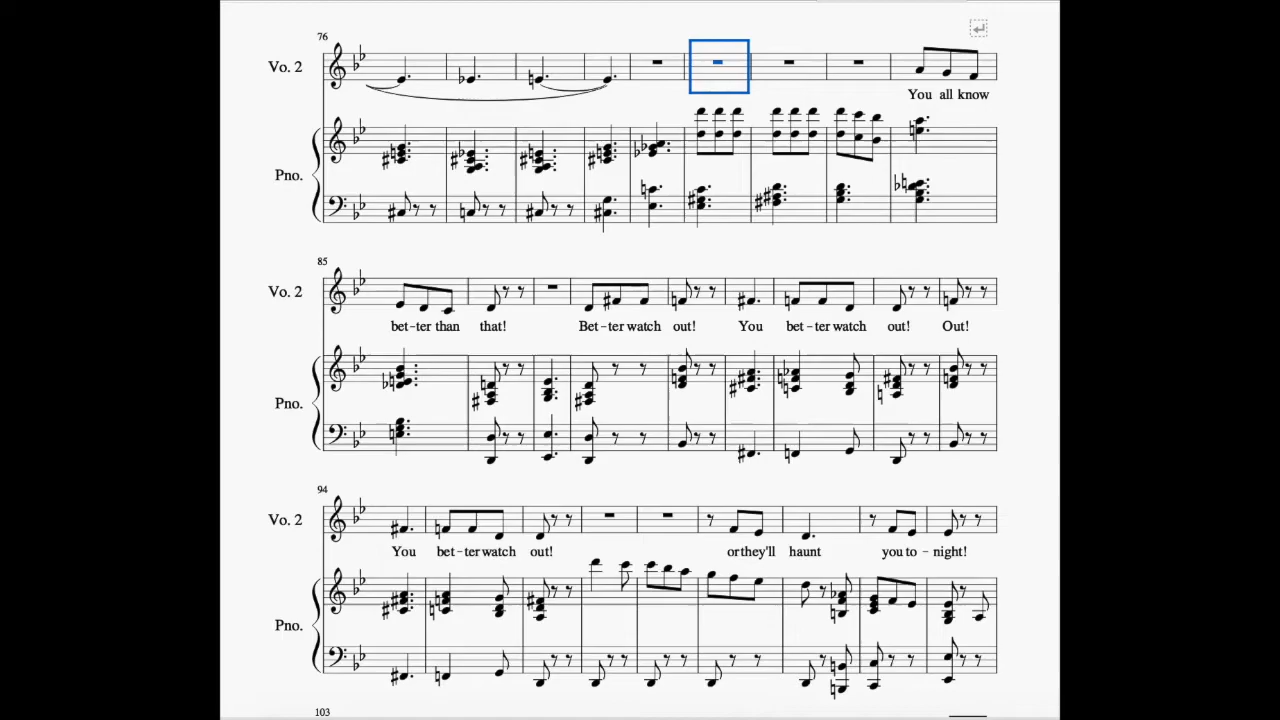 76
Vo. 2
You all know
Pno.
85
Vo. 2
bet-ter than that! Bet-ter watch out! You bet-ter watch out! Out!
Pno.
94
Vo. 2
You bet-ter watch out! or they'll haunt you to-night!
Pno.
103